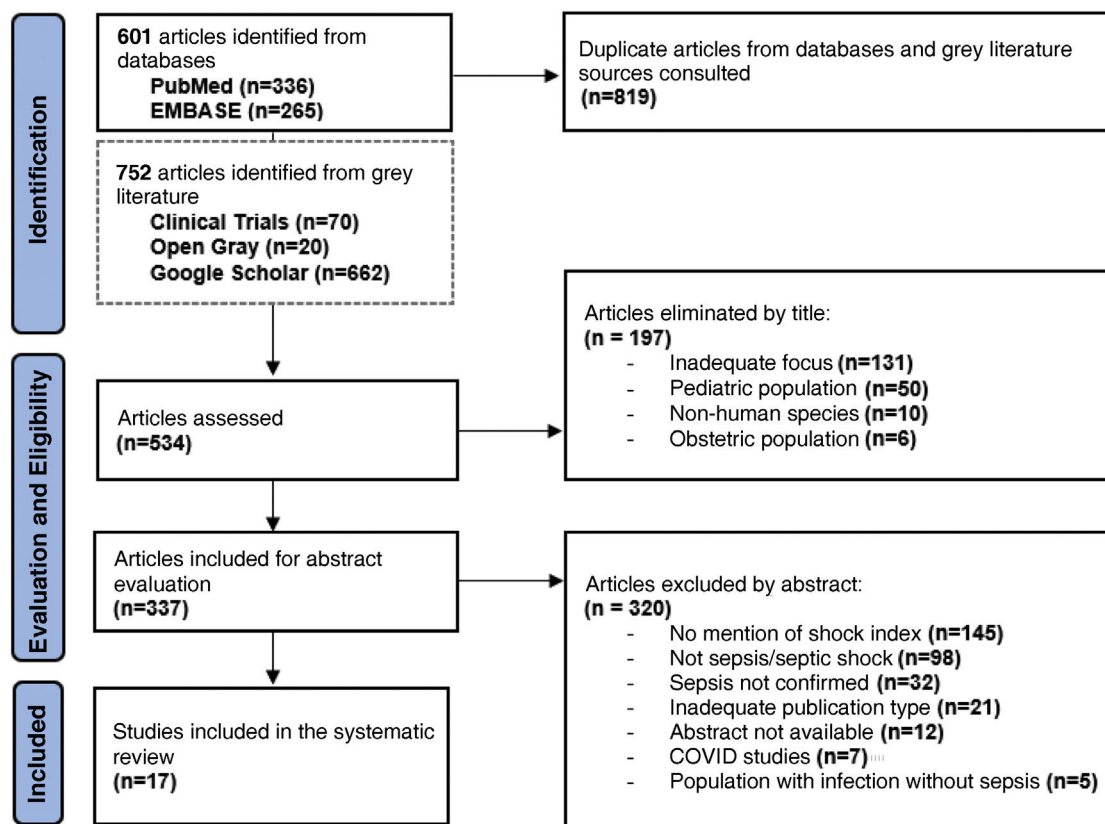 Identification
601 articles identified from
databases
PubMed (n=336)
EMBASE (n=265)
Duplicate articles from databases and grey literature
sources consulted
(n=819)
752 articles identified from grey
literature
Clinical Trials (n=70)
Open Gray (n=20)
Google Scholar (n=662)
Evaluation and Eligibility
Articles assessed
(n=534)
Articles eliminated by title:
(n = 197)
- Inadequate focus (n=131)
- Pediatric population (n=50)
- Non-human species (n=10)
- Obstetric population (n=6)
Articles included for abstract
evaluation
(n=337)
Articles excluded by abstract:
(n = 320)
- No mention of shock index (n=145)
- Not sepsis/septic shock (n=98)
- Sepsis not confirmed (n=32)
- Inadequate publication type (n=21)
- Abstract not available (n=12)
- COVID studies (n=7)
- Population with infection without sepsis (n=5)
Included
Studies included in the systematic
review
(n=17)